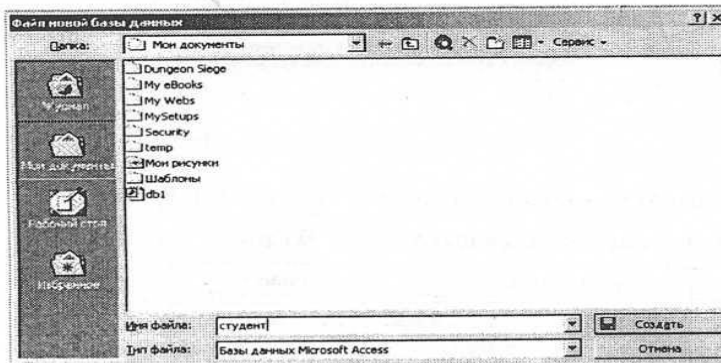 Файл новой базы данных
Папка: Мои документы Сервис
Журнал
Мои документы
Рабочий стол
Избранное
Dungeon Siege
My eBooks
My Webs
MySetups
Security
temp
Мои рисунки
Шаблоны
db1
Имя файла: студент Создать
Тип файла: Базы данных Microsoft Access Отмена